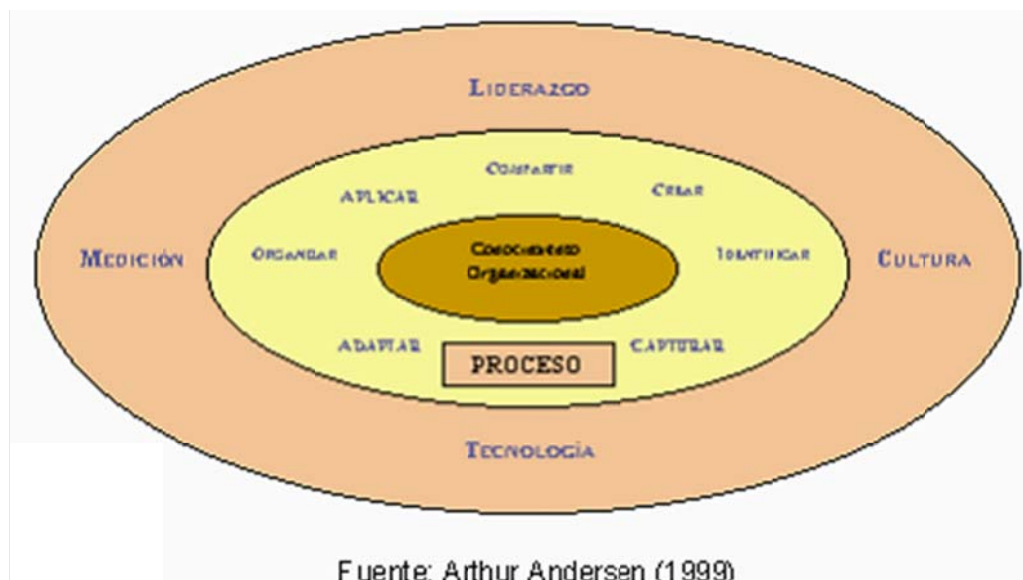 LIDERAZGO
COMPARTIR
APLICAR
CREAR
MEDICIÓN
ORGANIZAR
Conocimiento
Organizacional
IDENTIFICAR
CULTURA
ADAPTAR
PROCESO
CAPTURAR
TECNOLOGÍA
Fuente: Arthur Andersen (1999)